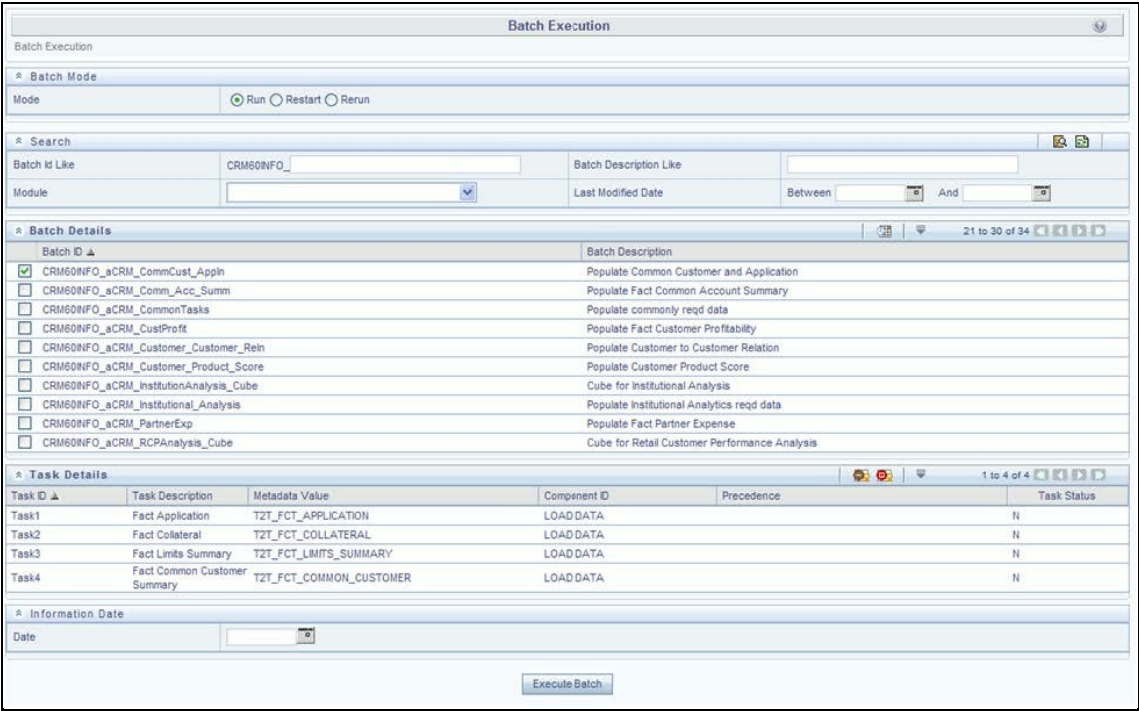 Batch Execution
Batch Execution
Batch Mode
Mode Run Restart Rerun
Search
Batch Id Like CRM60INFO_ Batch Description Like
Module Last Modified Date Between And
Batch Details 21 to 30 of 34
Batch ID Batch Description
CRM60INFO_aCRM_CommCust_Appln Populate Common Customer and Application
CRM60INFO_aCRM_Comm_Acc_Summ Populate Fact Common Account Summary
CRM60INFO_aCRM_CommonTasks Populate commonly reqd data
CRM60INFO_aCRM_CustProfit Populate Fact Customer Profitability
CRM60INFO_aCRM_Customer_Customer_Reln Populate Customer to Customer Relation
CRM60INFO_aCRM_Customer_Product_Score Populate Customer Product Score
CRM60INFO_aCRM_InstitutionAnalysis_Cube Cube for Institutional Analysis
CRM60INFO_aCRM_Institutional_Analysis Populate Institutional Analytics reqd data
CRM60INFO_aCRM_PartnerExp Populate Fact Partner Expense
CRM60INFO_aCRM_RCPAnalysis_Cube Cube for Retail Customer Performance Analysis
Task Details 1 to 4 of 4
Task ID Task Description Metadata Value Component ID Precedence Task Status
Task1 Fact Application T2T_FCT_APPLICATION LOAD DATA N
Task2 Fact Collateral T2T_FCT_COLLATERAL LOAD DATA N
Task3 Fact Limits Summary T2T_FCT_LIMITS_SUMMARY LOAD DATA N
Task4 Fact Common Customer Summary T2T_FCT_COMMON_CUSTOMER LOAD DATA N
Information Date
Date
Execute Batch